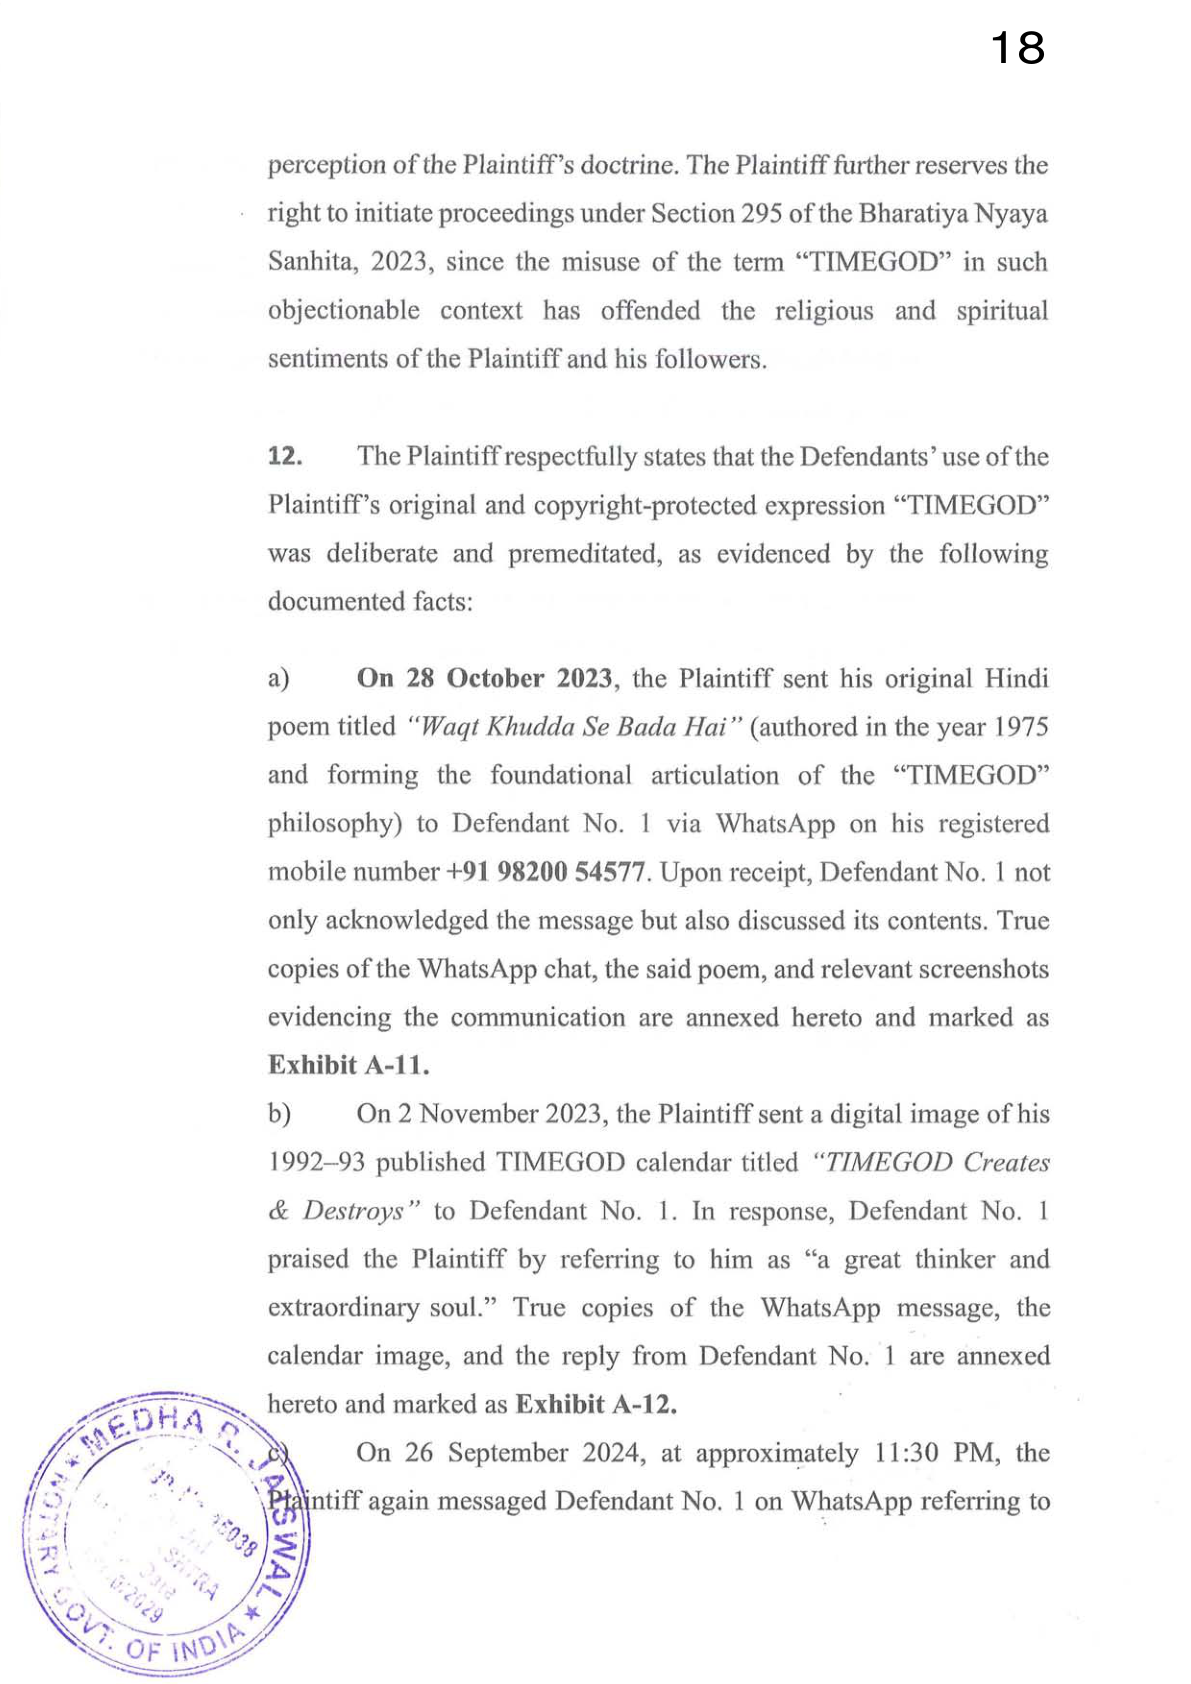 18
perception of the Plaintiff’s doctrine. The Plaintiff further reserves the
right to initiate proceedings under Section 295 of the Bharatiya Nyaya
Sanhita, 2023, since the misuse of the term “TIMEGOD” in such
objectionable context has offended the religious and spiritual
sentiments of the Plaintiff and his followers.
12. The Plaintiff respectfully states that the Defendants’ use of the
Plaintiff’s original and copyright-protected expression “TIMEGOD”
was deliberate and premeditated, as evidenced by the following
documented facts:
a) On 28 October 2023, the Plaintiff sent his original Hindi
poem titled “Waqt Khudda Se Bada Hai” (authored in the year 1975
and forming the foundational articulation of the “TIMEGOD”
philosophy) to Defendant No. 1 via WhatsApp on his registered
mobile number +91 98200 54577. Upon receipt, Defendant No. 1 not
only acknowledged the message but also discussed its contents. True
copies of the WhatsApp chat, the said poem, and relevant screenshots
evidencing the communication are annexed hereto and marked as
Exhibit A-11.
b) On 2 November 2023, the Plaintiff sent a digital image of his
1992–93 published TIMEGOD calendar titled “TIMEGOD Creates
& Destroys” to Defendant No. 1. In response, Defendant No. 1
praised the Plaintiff by referring to him as “a great thinker and
extraordinary soul.” True copies of the WhatsApp message, the
calendar image, and the reply from Defendant No. 1 are annexed
hereto and marked as Exhibit A-12.
c) On 26 September 2024, at approximately 11:30 PM, the
Plaintiff again messaged Defendant No. 1 on WhatsApp referring to
★ MEDHA R. JAISWAL ★
NOTARY GOVT. OF INDIA